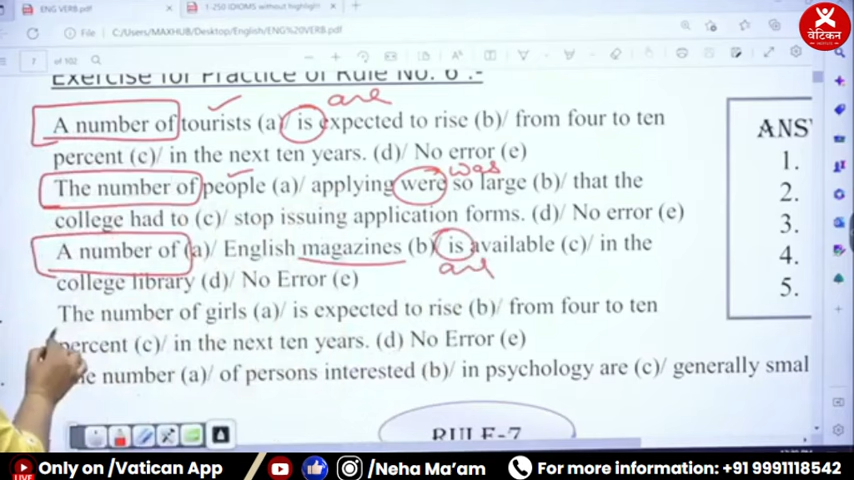 ENG VERB.pdf
1-250 IDIOMS without highlight
File
C:/Users/MAXHUB/Desktop/English/ENG%20VERB.pdf
वेटिकन
7
of 102
Exercise for Practice of Rule No. 6 :-
are
A number of tourists (a)/ is expected to rise (b)/ from four to ten
percent (c)/ in the next ten years. (d)/ No error (e)
was
The number of people (a)/ applying were so large (b)/ that the
college had to (c)/ stop issuing application forms. (d)/ No error (e)
A number of (a)/ English magazines (b)/ is available (c)/ in the
are
college library (d)/ No Error (e)
The number of girls (a)/ is expected to rise (b)/ from four to ten
percent (c)/ in the next ten years. (d) No Error (e)
number (a)/ of persons interested (b)/ in psychology are (c)/ generally smal
ANS
1.
2.
3.
4.
5.
RULE-7
LIVE
Only on/Vatican App
/Neha Ma'am
For more information: +91 9991118542